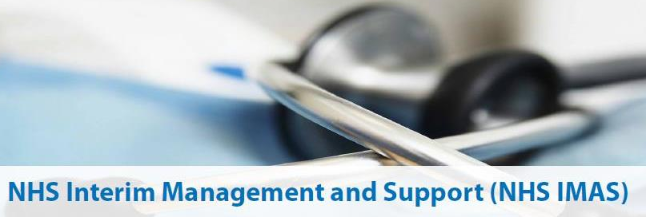 NHS Interim Management and Support (NHS IMAS)